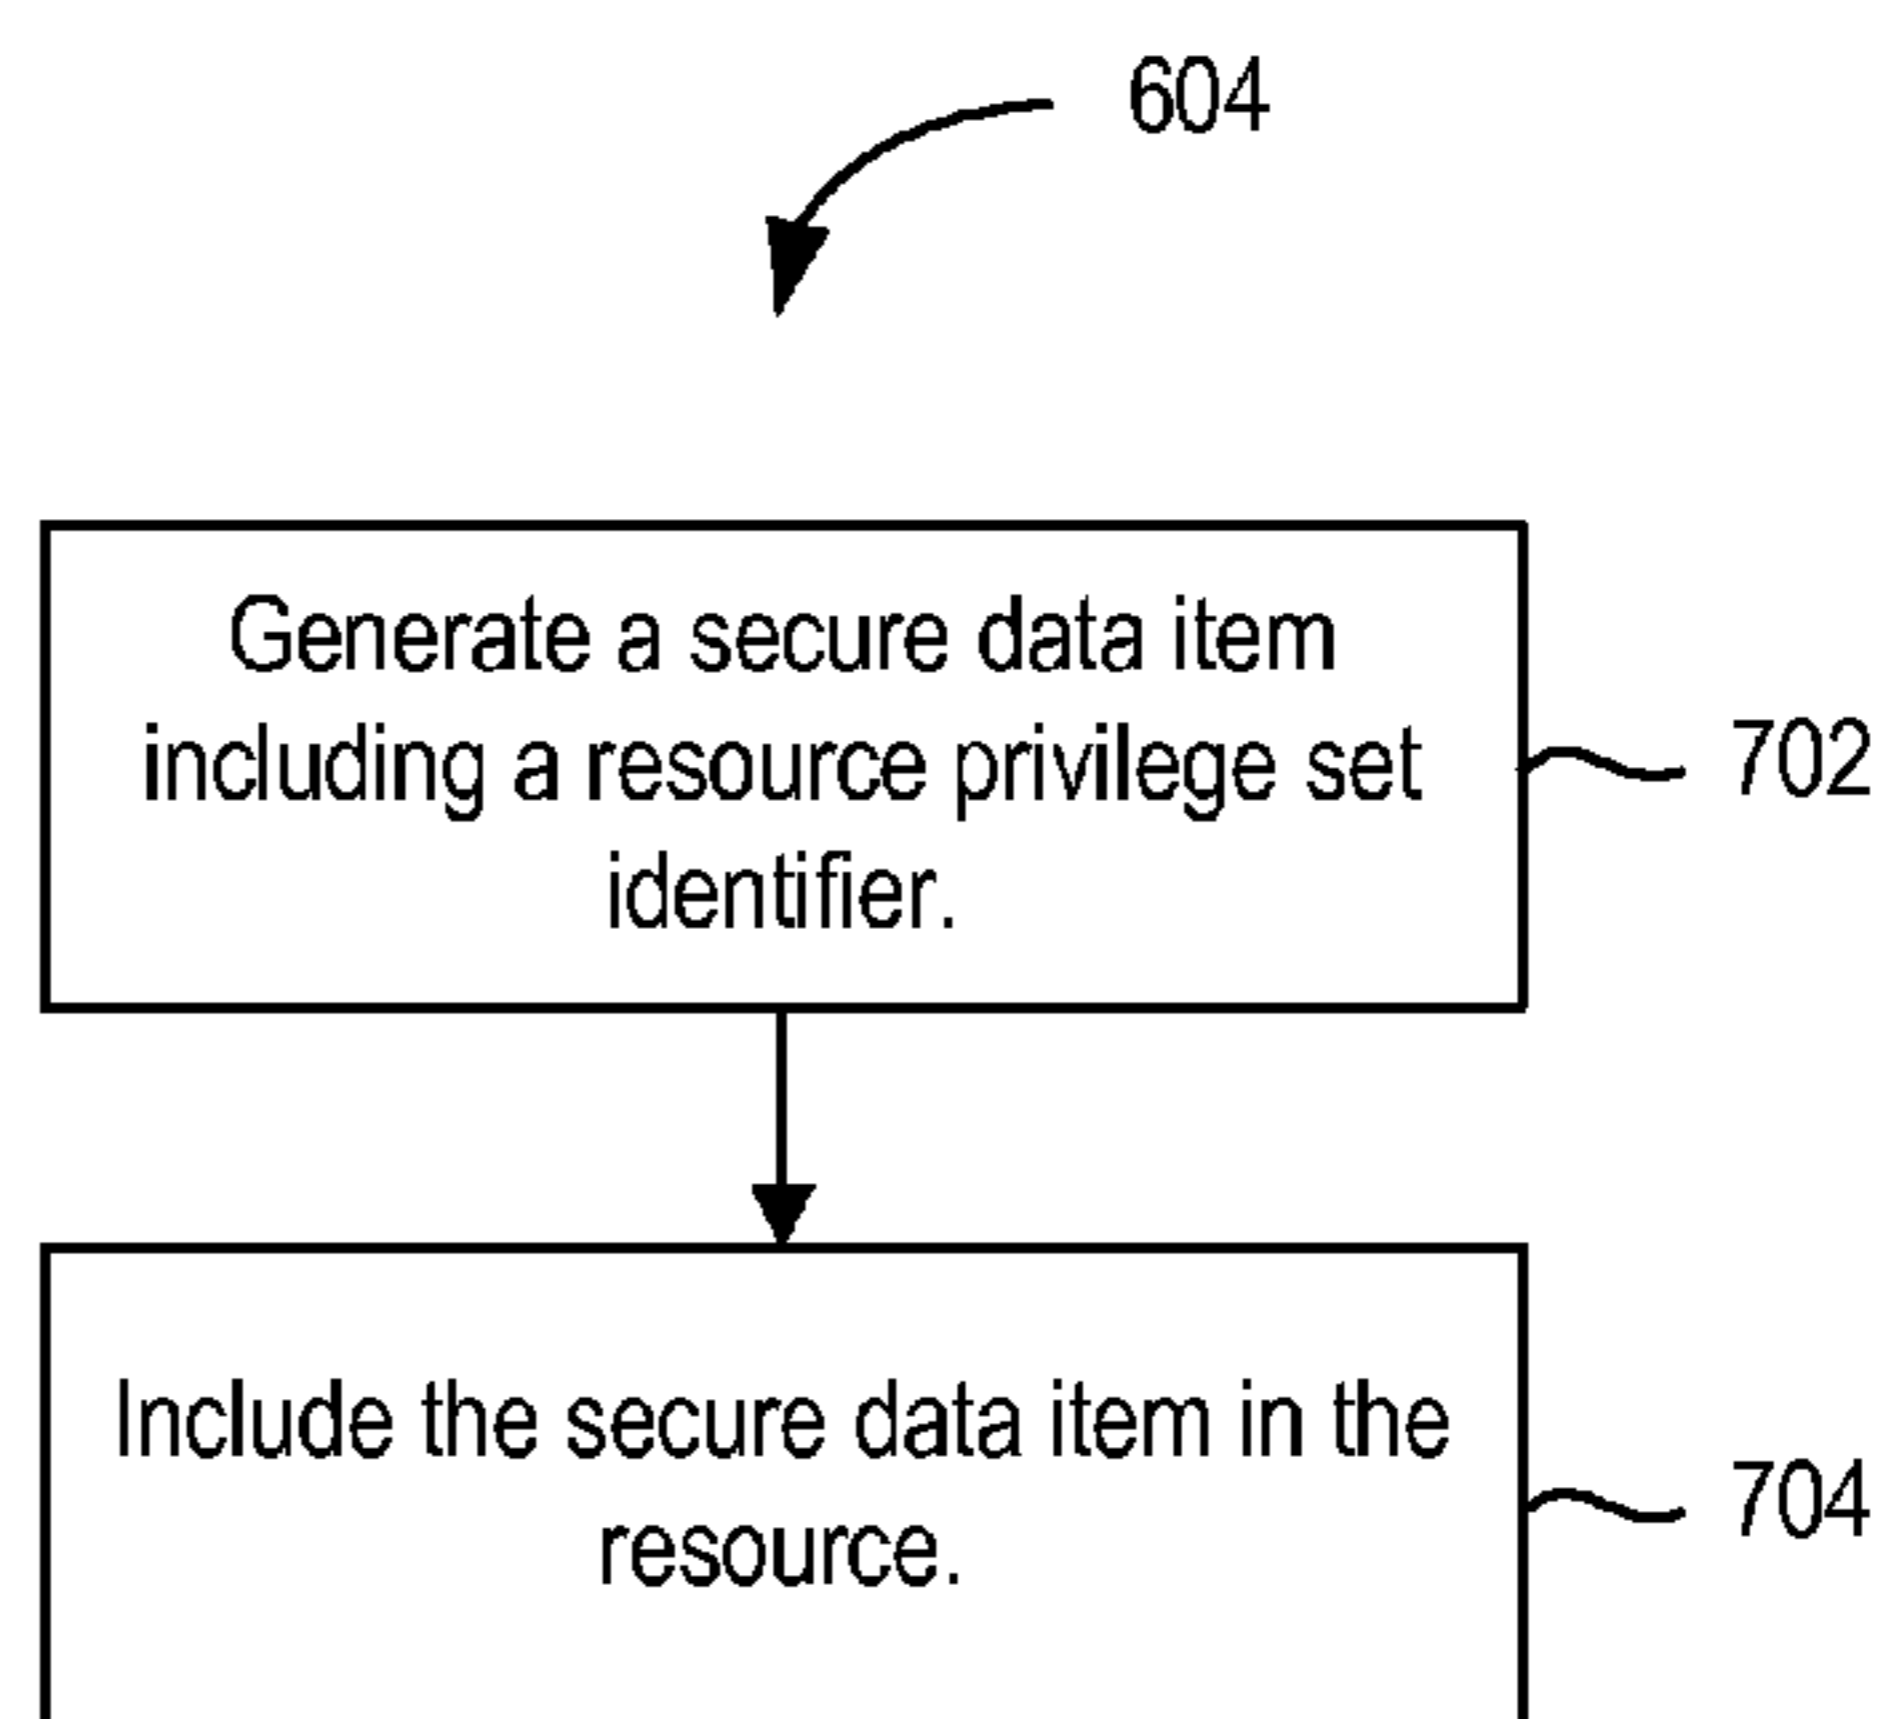 604
Generate a secure data item
including a resource privilege set
identifier.
702
Include the secure data item in the
resource.
704